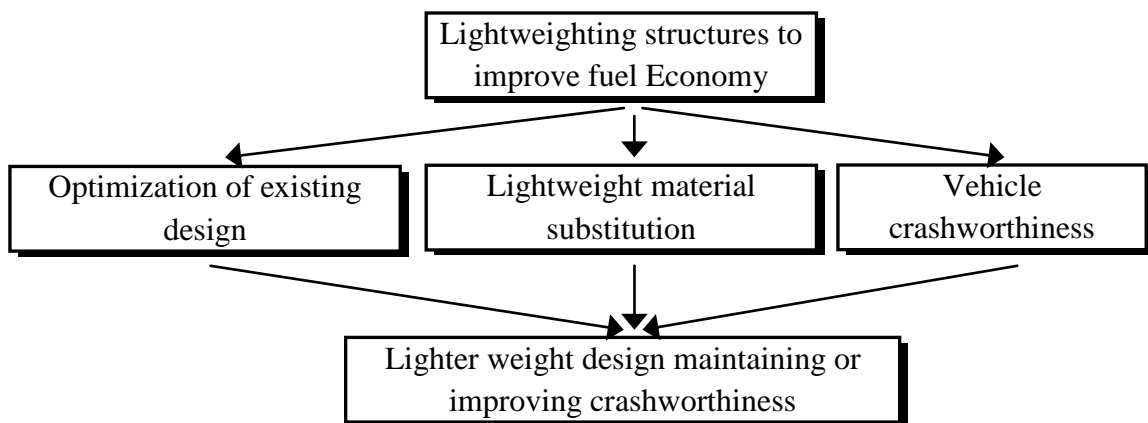 Lightweighting structures to
improve fuel Economy
Optimization of existing
design
Lightweight material
substitution
Vehicle
crashworthiness
Lighter weight design maintaining or
improving crashworthiness